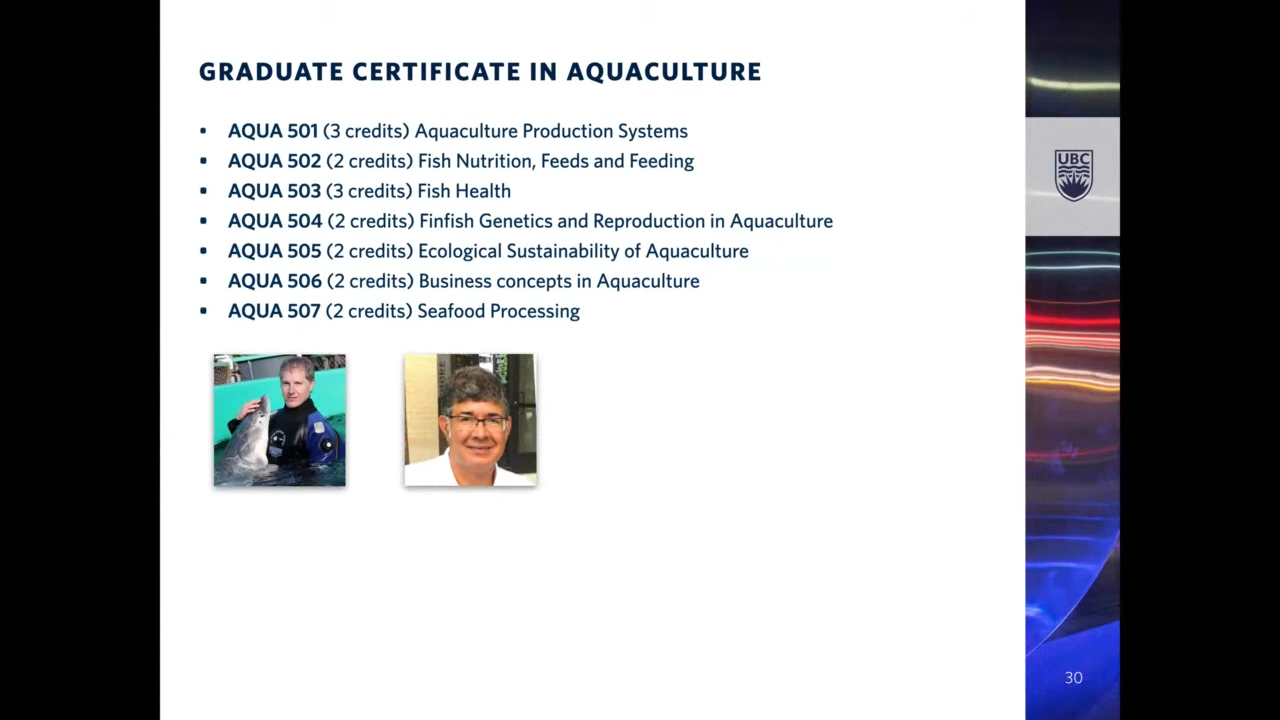 GRADUATE CERTIFICATE IN AQUACULTURE
▪ AQUA 501 (3 credits) Aquaculture Production Systems
▪ AQUA 502 (2 credits) Fish Nutrition, Feeds and Feeding
▪ AQUA 503 (3 credits) Fish Health
▪ AQUA 504 (2 credits) Finfish Genetics and Reproduction in Aquaculture
▪ AQUA 505 (2 credits) Ecological Sustainability of Aquaculture
▪ AQUA 506 (2 credits) Business concepts in Aquaculture
▪ AQUA 507 (2 credits) Seafood Processing
UBC
30